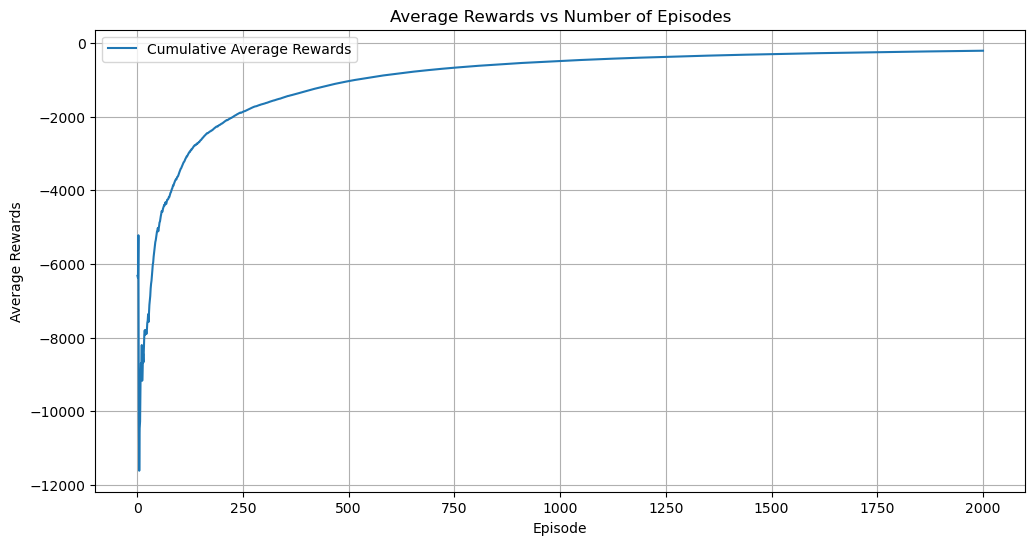 Average Rewards vs Number of Episodes
Cumulative Average Rewards
Average Rewards
0
−2000
−4000
−6000
−8000
−10000
−12000
0 250 500 750 1000 1250 1500 1750 2000
Episode